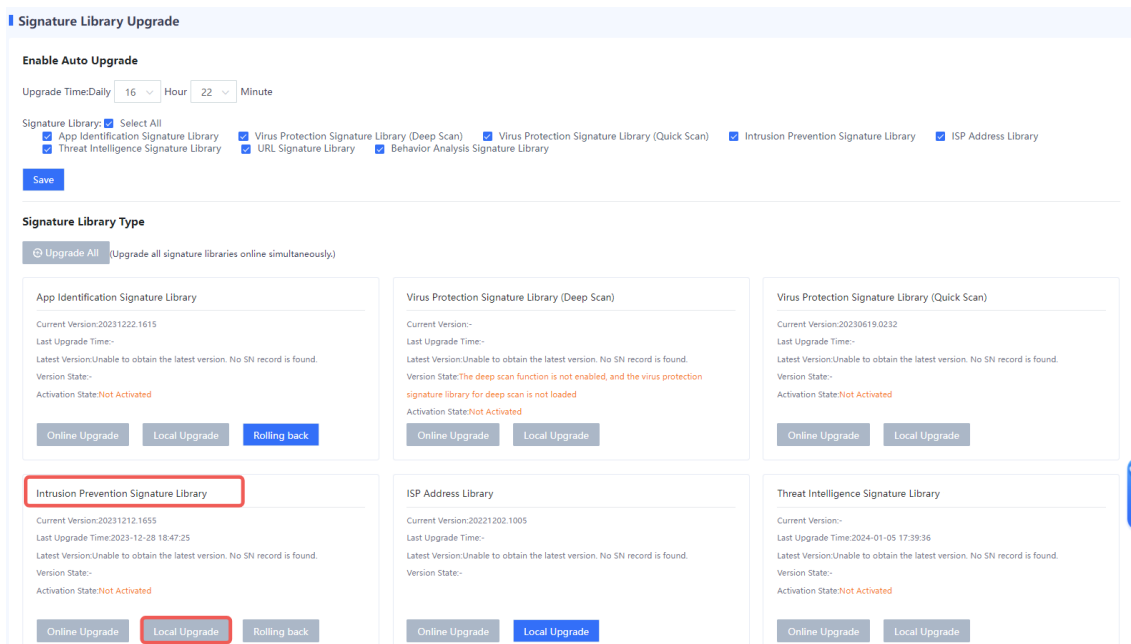 Signature Library Upgrade
Enable Auto Upgrade
Upgrade Time:Daily 16 Hour 22 Minute
Signature Library: Select All
App Identification Signature Library Virus Protection Signature Library (Deep Scan) Virus Protection Signature Library (Quick Scan) Intrusion Prevention Signature Library ISP Address Library
Threat Intelligence Signature Library URL Signature Library Behavior Analysis Signature Library
Save
Signature Library Type
Upgrade All (Upgrade all signature libraries online simultaneously.)
App Identification Signature Library
Current Version:20231222.1615
Last Upgrade Time:-
Latest Version:Unable to obtain the latest version. No SN record is found.
Version State:-
Activation State:Not Activated
Online Upgrade Local Upgrade Rolling back
Virus Protection Signature Library (Deep Scan)
Current Version:-
Last Upgrade Time:-
Latest Version:Unable to obtain the latest version. No SN record is found.
Version State:The deep scan function is not enabled, and the virus protection
signature library for deep scan is not loaded
Activation State:Not Activated
Online Upgrade Local Upgrade
Virus Protection Signature Library (Quick Scan)
Current Version:20230619.0232
Last Upgrade Time:-
Latest Version:Unable to obtain the latest version. No SN record is found.
Version State:-
Activation State:Not Activated
Online Upgrade Local Upgrade
Intrusion Prevention Signature Library
Current Version:20231212.1655
Last Upgrade Time:2023-12-28 18:47:25
Latest Version:Unable to obtain the latest version. No SN record is found.
Version State:-
Activation State:Not Activated
Online Upgrade Local Upgrade Rolling back
ISP Address Library
Current Version:20221202.1005
Last Upgrade Time:-
Latest Version:Unable to obtain the latest version. No SN record is found.
Version State:-
Online Upgrade Local Upgrade
Threat Intelligence Signature Library
Current Version:-
Last Upgrade Time:2024-01-05 17:39:36
Latest Version:Unable to obtain the latest version. No SN record is found.
Version State:-
Activation State:Not Activated
Online Upgrade Local Upgrade